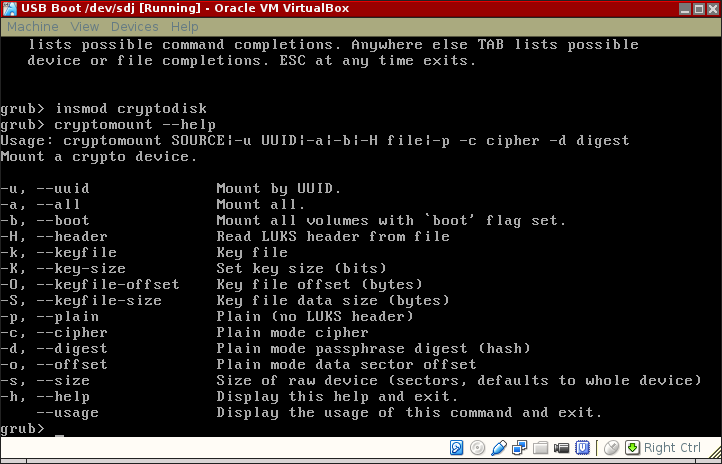 USB Boot /dev/sdj [Running] - Oracle VM VirtualBox
Machine View Devices Help
lists possible command completions. Anywhere else TAB lists possible
device or file completions. ESC at any time exits.
grub> insmod cryptodisk
grub> cryptomount --help
Usage: cryptomount SOURCE|-u UUID|-a|-b|-H file|-p -c cipher -d digest
Mount a crypto device.
-u, --uuid Mount by UUID.
-a, --all Mount all.
-b, --boot Mount all volumes with `boot' flag set.
-H, --header Read LUKS header from file
-k, --keyfile Key file
-K, --key-size Set key size (bits)
-O, --keyfile-offset Key file offset (bytes)
-S, --keyfile-size Key file data size (bytes)
-p, --plain Plain (no LUKS header)
-c, --cipher Plain mode cipher
-d, --digest Plain mode passphrase digest (hash)
-o, --offset Plain mode data sector offset
-s, --size Size of raw device (sectors, defaults to whole device)
-h, --help Display this help and exit.
--usage Display the usage of this command and exit.
grub> _
Right Ctrl